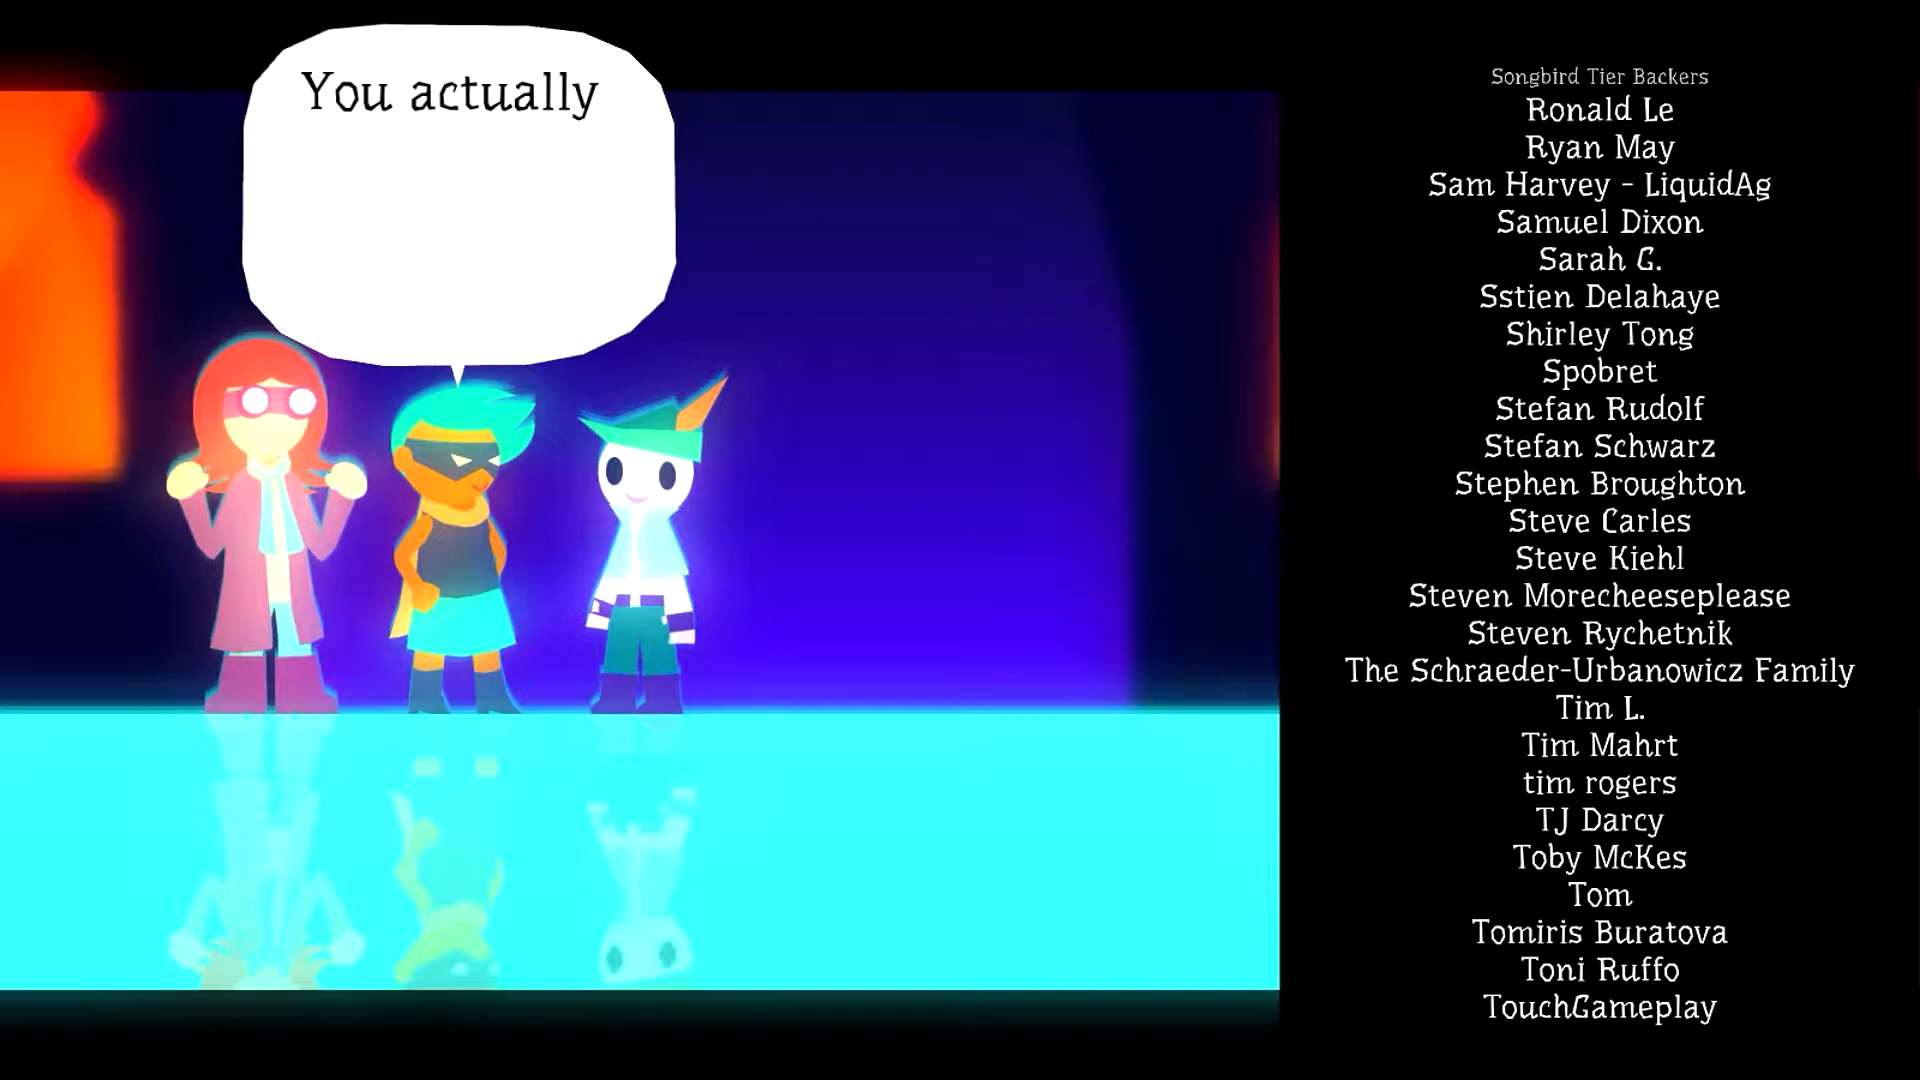 You actually
Songbird Tier Backers
Ronald Le
Ryan May
Sam Harvey - LiquidAg
Samuel Dixon
Sarah G.
Sstien Delahaye
Shirley Tong
Spobret
Stefan Rudolf
Stefan Schwarz
Stephen Broughton
Steve Carles
Steve Kiehl
Steven Morecheeseplease
Steven Rychetnik
The Schraeder-Urbanowicz Family
Tim L.
Tim Mahrt
tim rogers
TJ Darcy
Toby McKes
Tom
Tomiris Buratova
Toni Ruffo
TouchGameplay